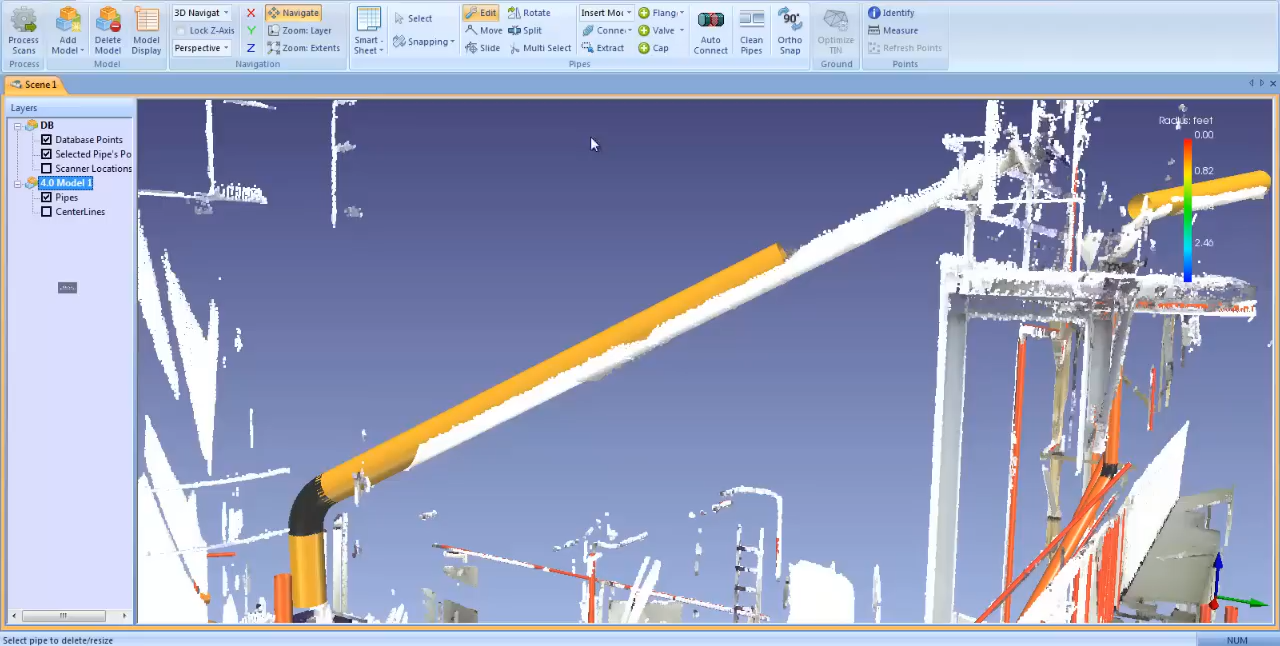 Process Scans
Process
Add Model
Delete Model
Model Display
Model
3D Navigat
Lock Z-Axis
Perspective
X
Y
Z
Navigate
Zoom: Layer
Zoom: Extents
Navigation
Smart Sheet
Select
Snapping
Edit
Move
Slide
Rotate
Split
Multi Select
Insert Mo
Conne
Extract
Flang
Valve
Cap
Auto Connect
Clean Pipes
90°
Ortho Snap
Pipes
Optimize TIN
Ground
Identify
Measure
Refresh Points
Points
Scene1
Layers
DB
Database Points
Selected Pipe's Po
Scanner Locations
4.0 Model 1
Pipes
CenterLines
Radius: feet
0.00
0.82
2.46
Select pipe to delete/resize
NUM